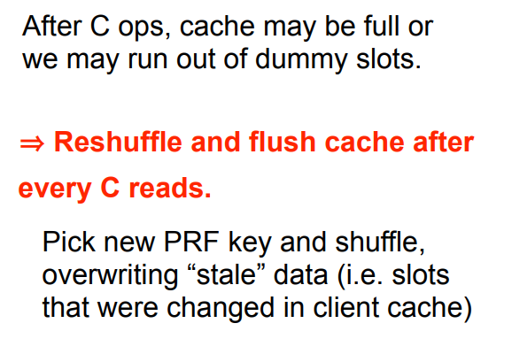 After C ops, cache may be full or
we may run out of dummy slots.
⇒ Reshuffle and flush cache after
every C reads.
Pick new PRF key and shuffle,
overwriting “stale” data (i.e. slots
that were changed in client cache)